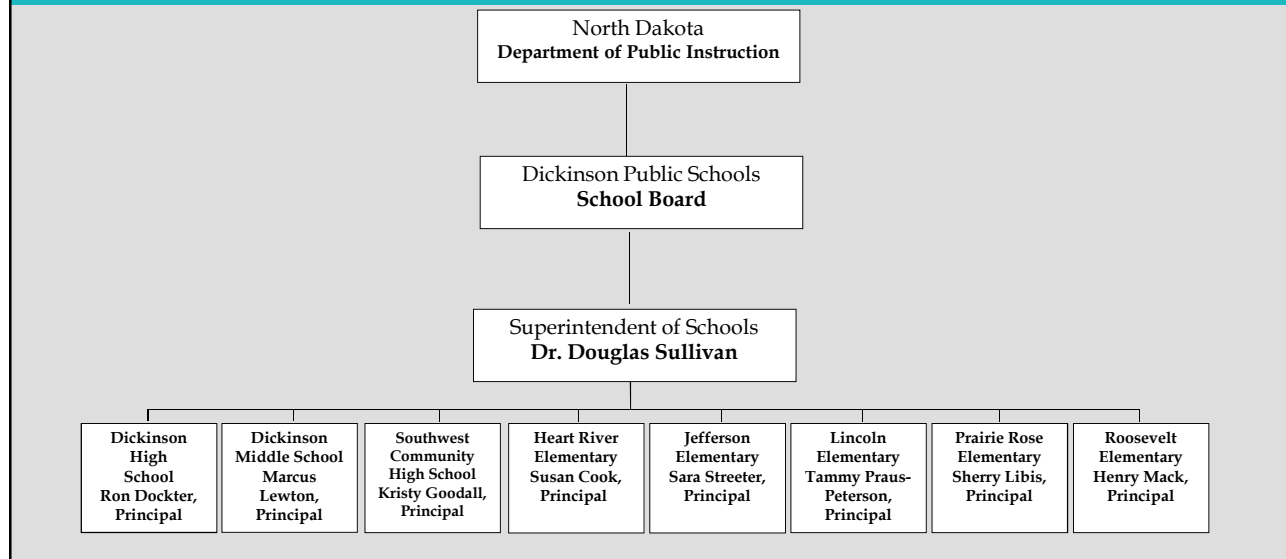 North Dakota
Department of Public Instruction
Dickinson Public Schools
School Board
Superintendent of Schools
Dr. Douglas Sullivan
Dickinson
High
School
Ron Dockter,
Principal
Dickinson
Middle School
Marcus
Lewton,
Principal
Southwest
Community
High School
Kristy Goodall,
Principal
Heart River
Elementary
Susan Cook,
Principal
Jefferson
Elementary
Sara Streeter,
Principal
Lincoln
Elementary
Tammy Praus-
Peterson,
Principal
Prairie Rose
Elementary
Sherry Libis,
Principal
Roosevelt
Elementary
Henry Mack,
Principal